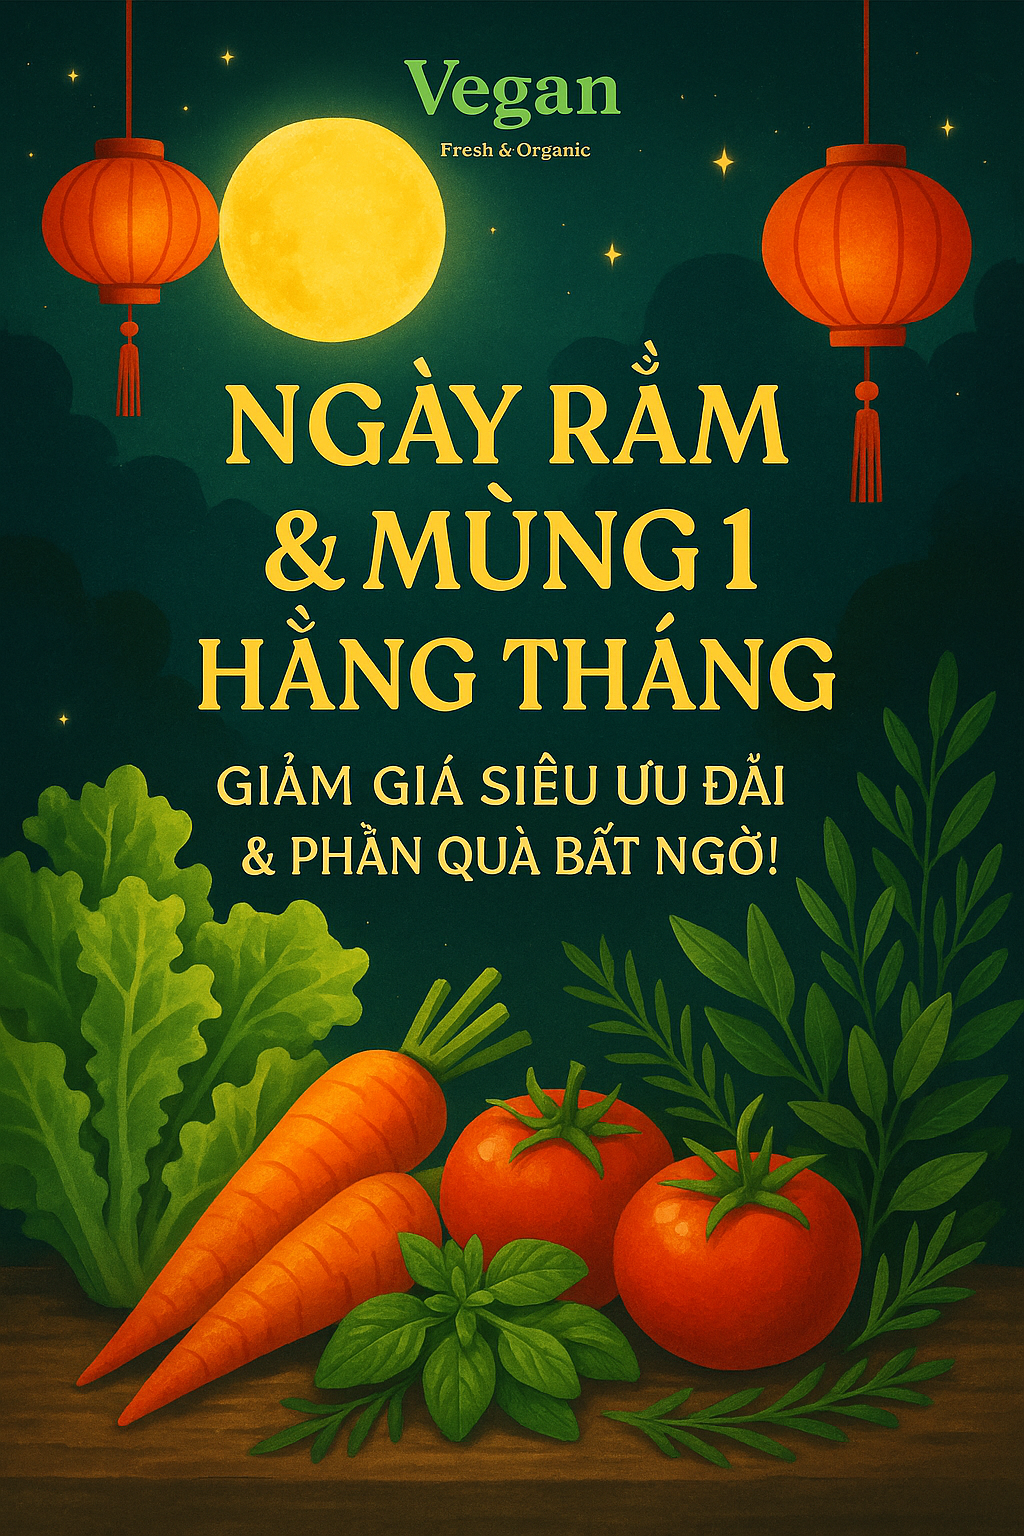 Vegan
Fresh & Organic
NGÀY RẰM
& MÙNG 1
HẰNG THÁNG
GIẢM GIÁ SIÊU ƯU ĐÃI
& PHẦN QUÀ BẤT NGỜ!